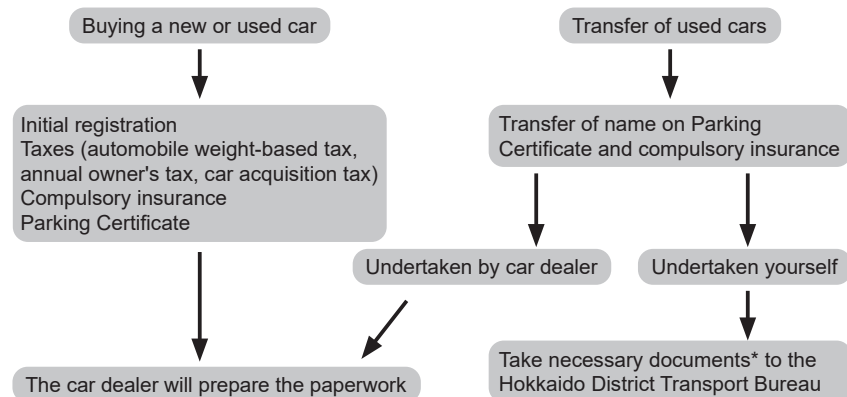 Buying a new or used car
Transfer of used cars
Initial registration
Taxes (automobile weight-based tax,
annual owner's tax, car acquisition tax)
Compulsory insurance
Parking Certificate
Transfer of name on Parking
Certificate and compulsory insurance
Undertaken by car dealer
Undertaken yourself
The car dealer will prepare the paperwork
Take necessary documents* to the
Hokkaido District Transport Bureau